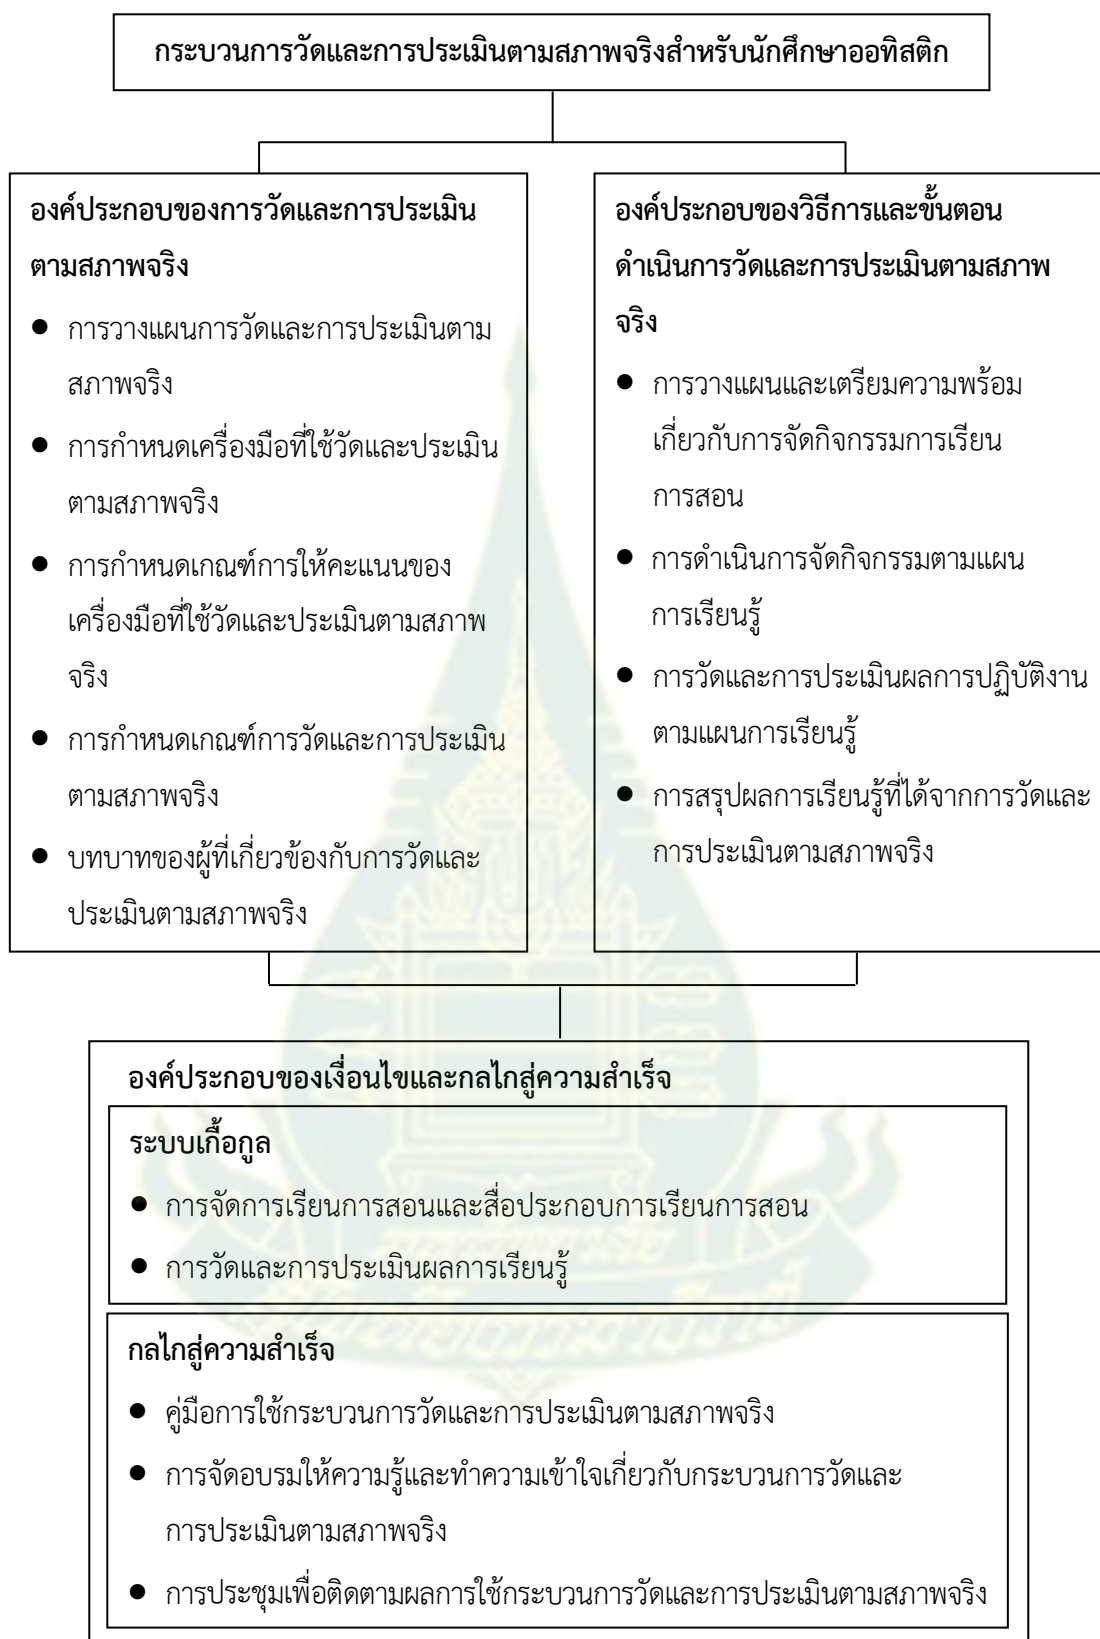 กระบวนการวัดและการประเมินตามสภาพจริงสำหรับนักศึกษาออทิสติก
องค์ประกอบของการวัดและการประเมิน
ตามสภาพจริง
● การวางแผนการวัดและการประเมินตาม
สภาพจริง
● การกำหนดเครื่องมือที่ใช้วัดและประเมิน
ตามสภาพจริง
● การกำหนดเกณฑ์การให้คะแนนของ
เครื่องมือที่ใช้วัดและประเมินตามสภาพ
จริง
● การกำหนดเกณฑ์การวัดและการประเมิน
ตามสภาพจริง
● บทบาทของผู้ที่เกี่ยวข้องกับการวัดและ
ประเมินตามสภาพจริง
องค์ประกอบของวิธีการและขั้นตอน
ดำเนินการวัดและการประเมินตามสภาพ
จริง
● การวางแผนและเตรียมความพร้อม
เกี่ยวกับการจัดกิจกรรมการเรียน
การสอน
● การดำเนินการจัดกิจกรรมตามแผน
การเรียนรู้
● การวัดและการประเมินผลการปฏิบัติงาน
ตามแผนการเรียนรู้
● การสรุปผลการเรียนรู้ที่ได้จากการวัดและ
การประเมินตามสภาพจริง
องค์ประกอบของเงื่อนไขและกลไกสู่ความสำเร็จ
ระบบเกื้อกูล
● การจัดการเรียนการสอนและสื่อประกอบการเรียนการสอน
● การวัดและการประเมินผลการเรียนรู้
กลไกสู่ความสำเร็จ
● คู่มือการใช้กระบวนการวัดและการประเมินตามสภาพจริง
● การจัดอบรมให้ความรู้และทำความเข้าใจเกี่ยวกับกระบวนการวัดและ
การประเมินตามสภาพจริง
● การประชุมเพื่อติดตามผลการใช้กระบวนการวัดและการประเมินตามสภาพจริง